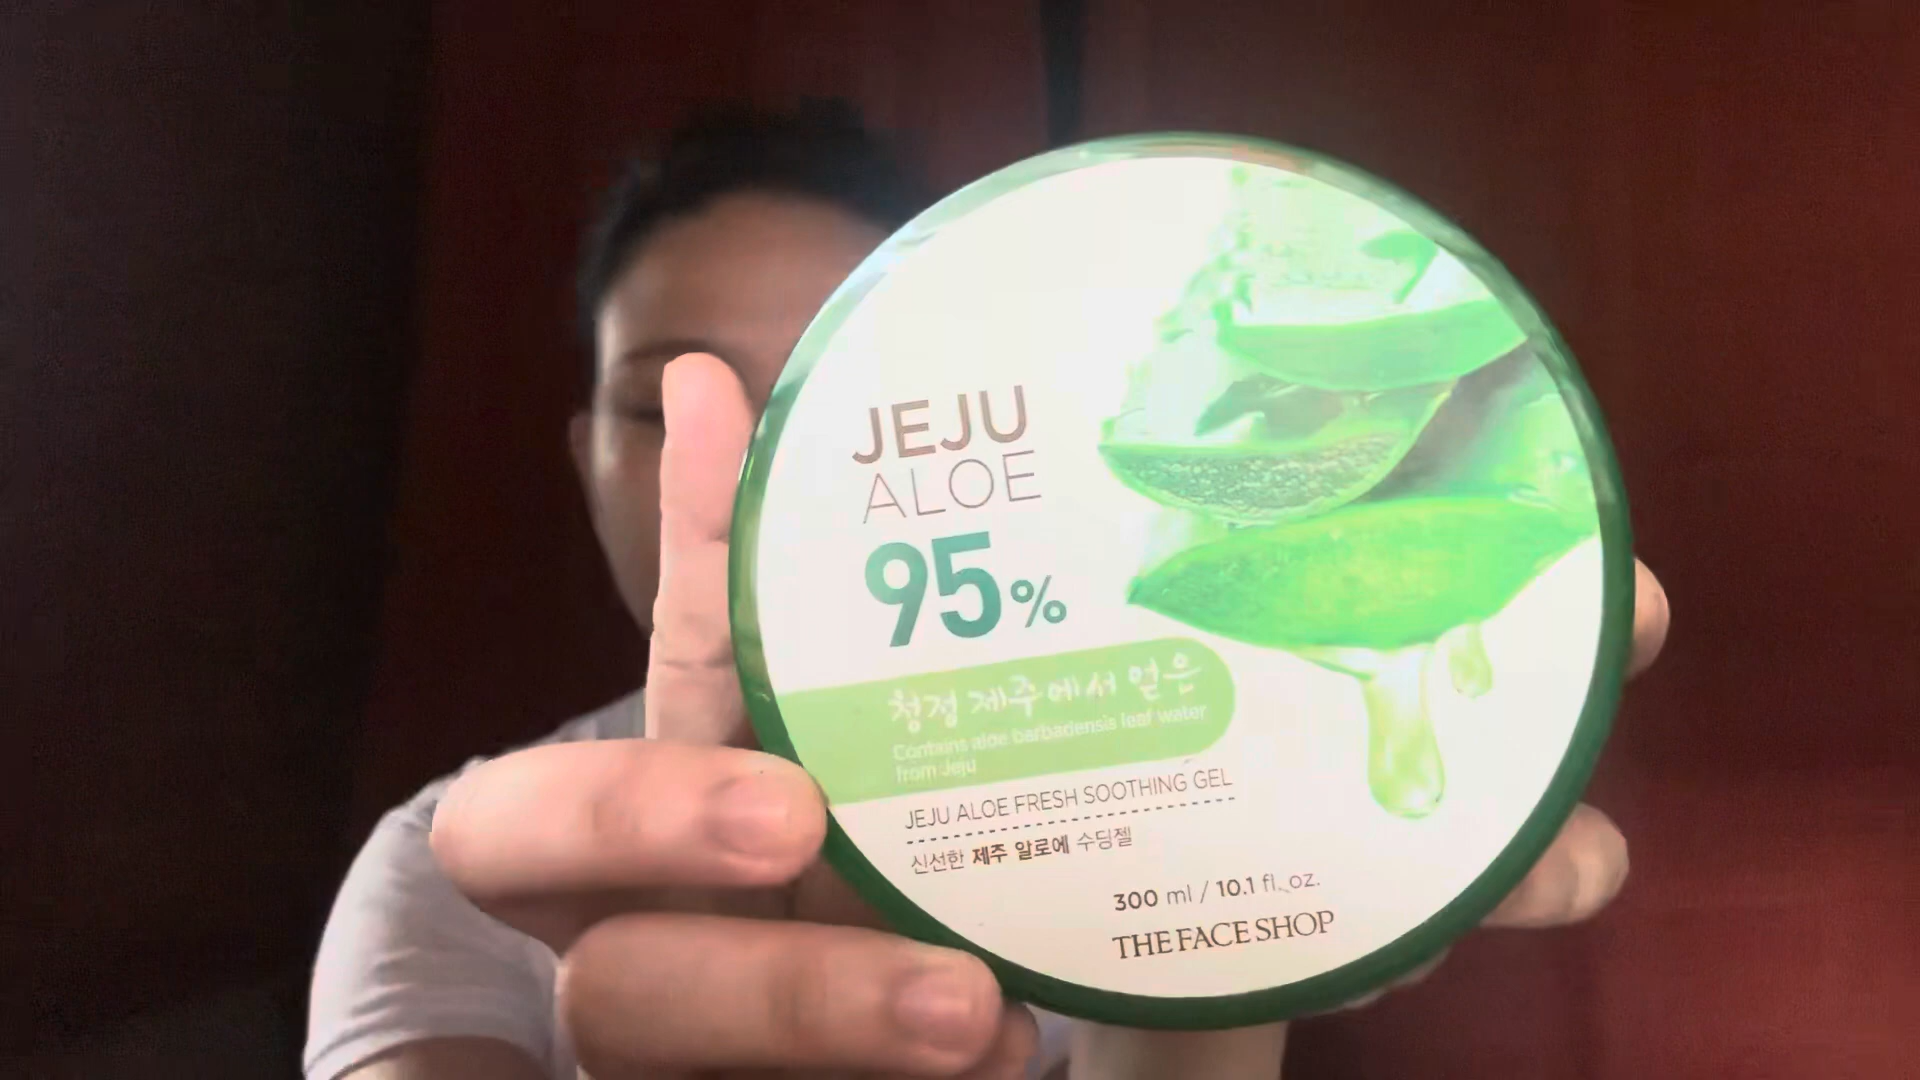 JEJU
ALOE
95%
청정 제주에서 얻은
Contains aloe barbadensis leaf water
from Jeju
JEJU ALOE FRESH SOOTHING GEL
신선한 제주 알로에 수딩젤
300 ml / 10.1 fl. oz.
THE FACE SHOP